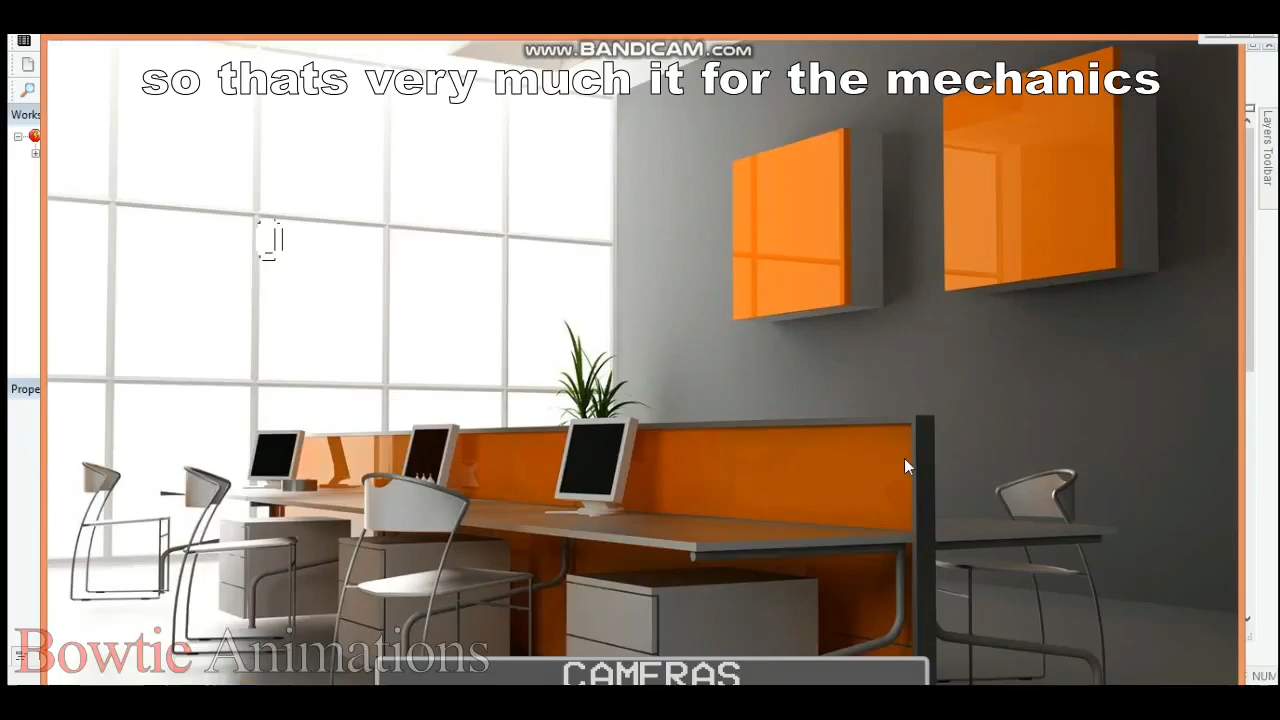 www.BANDICAM.com
so thats very much it for the mechanics
Works
Layers Toolbar
Prope
Bowtie Animations
CAMERAS
NUM